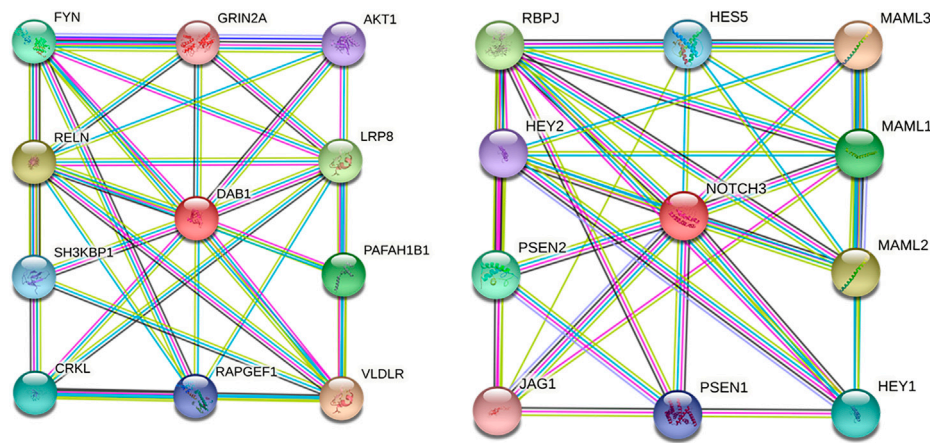 FYN
GRIN2A
AKT1
RELN
LRP8
DAB1
SH3KBP1
PAFAH1B1
CRKL
RAPGEF1
VLDLR
RBPJ
HES5
MAML3
HEY2
MAML1
NOTCH3
PSEN2
MAML2
JAG1
PSEN1
HEY1